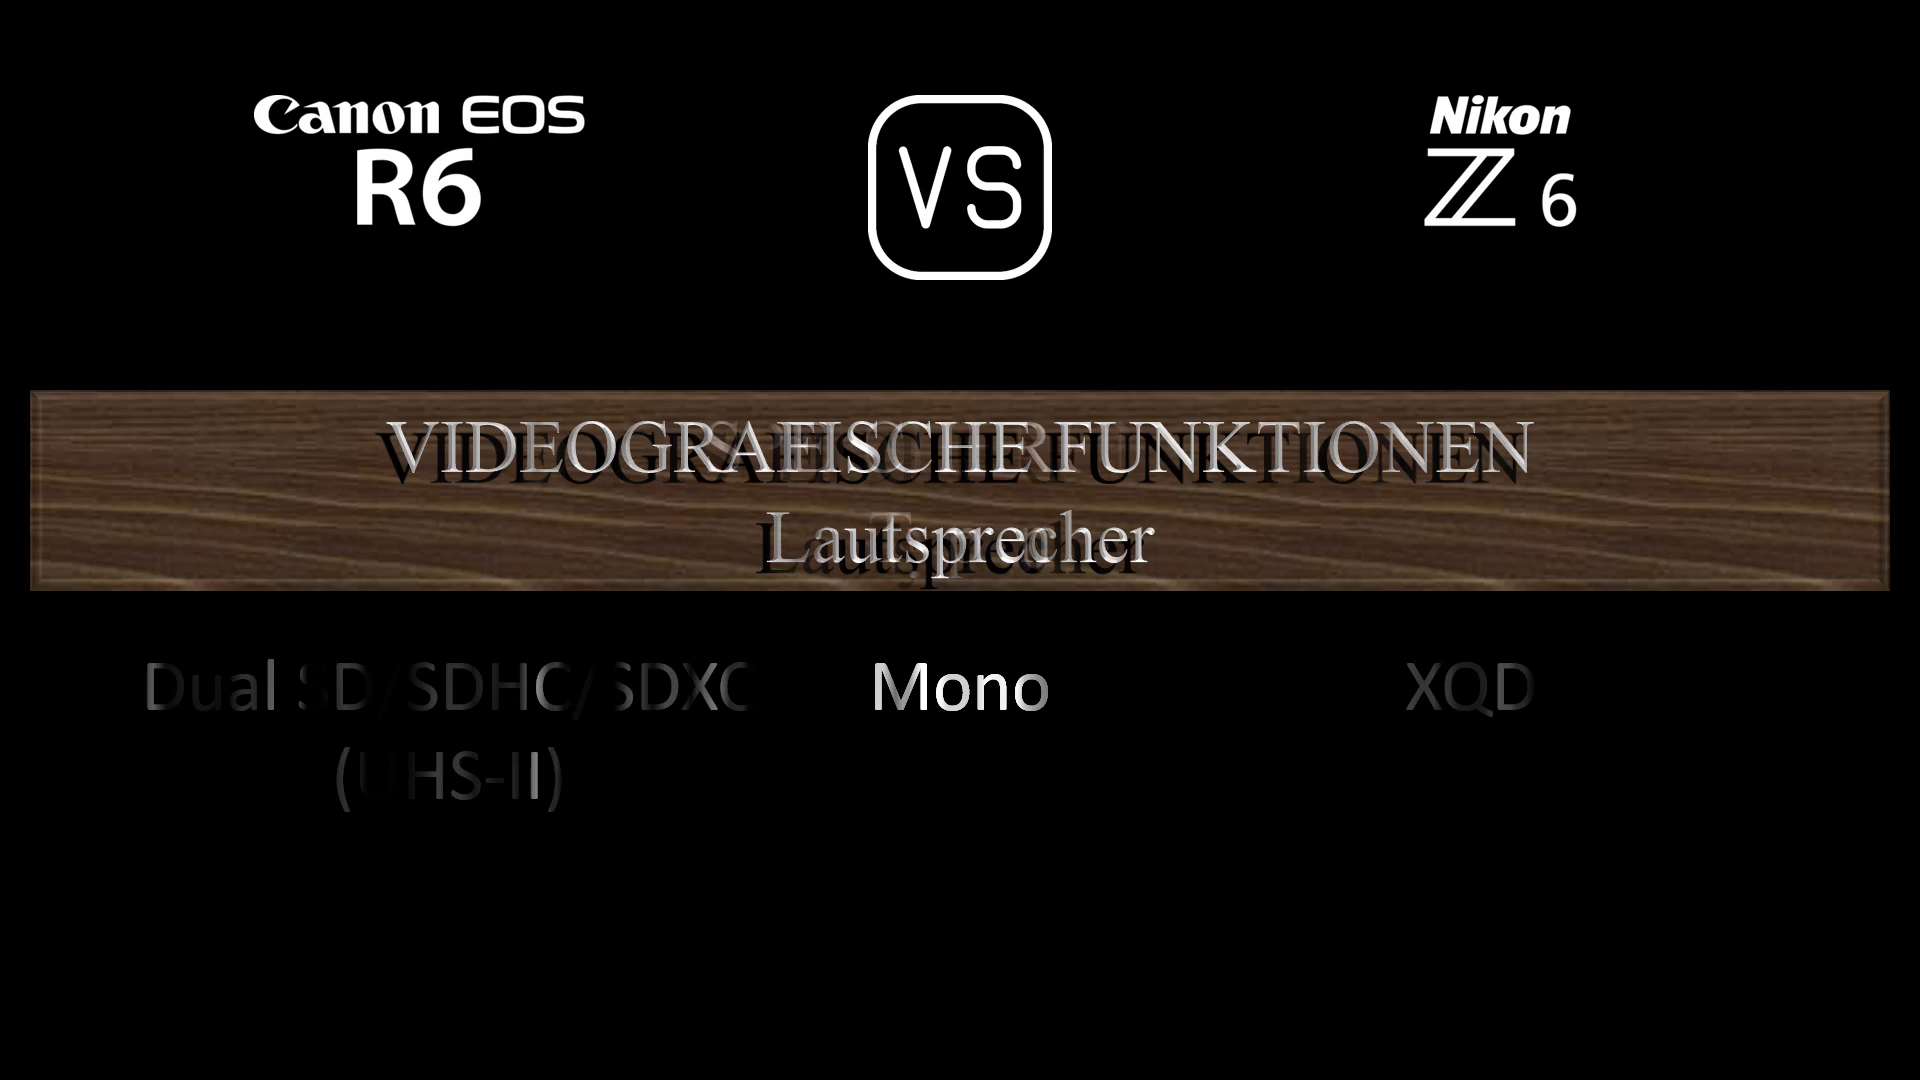 Canon EOS
R6
VS
Nikon
Z 6
VIDEOGRAFISCHE FUNKTIONEN
Lautsprecher
Dual SD/SDHC/SDXC
(UHS-II)
Mono
XQD